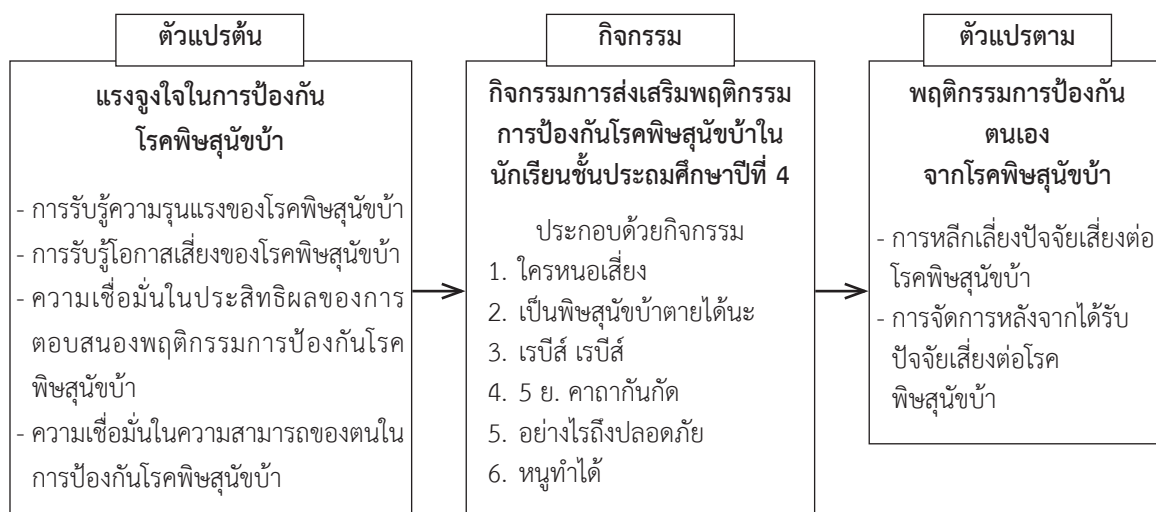 ตัวแปรต้น
แรงจูงใจในการป้องกัน
โรคพิษสุนัขบ้า
- การรับรู้ความรุนแรงของโรคพิษสุนัขบ้า
- การรับรู้โอกาสเสี่ยงของโรคพิษสุนัขบ้า
- ความเชื่อมั่นในประสิทธิผลของการ
ตอบสนองพฤติกรรมการป้องกันโรค
พิษสุนัขบ้า
- ความเชื่อมั่นในความสามารถของตนใน
การป้องกันโรคพิษสุนัขบ้า
กิจกรรม
กิจกรรมการส่งเสริมพฤติกรรม
การป้องกันโรคพิษสุนัขบ้าใน
นักเรียนชั้นประถมศึกษาปีที่ 4
ประกอบด้วยกิจกรรม
1. ใครหนอเสี่ยง
2. เป็นพิษสุนัขบ้าตายได้นะ
3. เรบีส์ เรบีส์
4. 5 ย. คาถากันกัด
5. อย่างไรถึงปลอดภัย
6. หนูทำได้
ตัวแปรตาม
พฤติกรรมการป้องกัน
ตนเอง
จากโรคพิษสุนัขบ้า
- การหลีกเลี่ยงปัจจัยเสี่ยงต่อ
โรคพิษสุนัขบ้า
- การจัดการหลังจากได้รับ
ปัจจัยเสี่ยงต่อโรค
พิษสุนัขบ้า